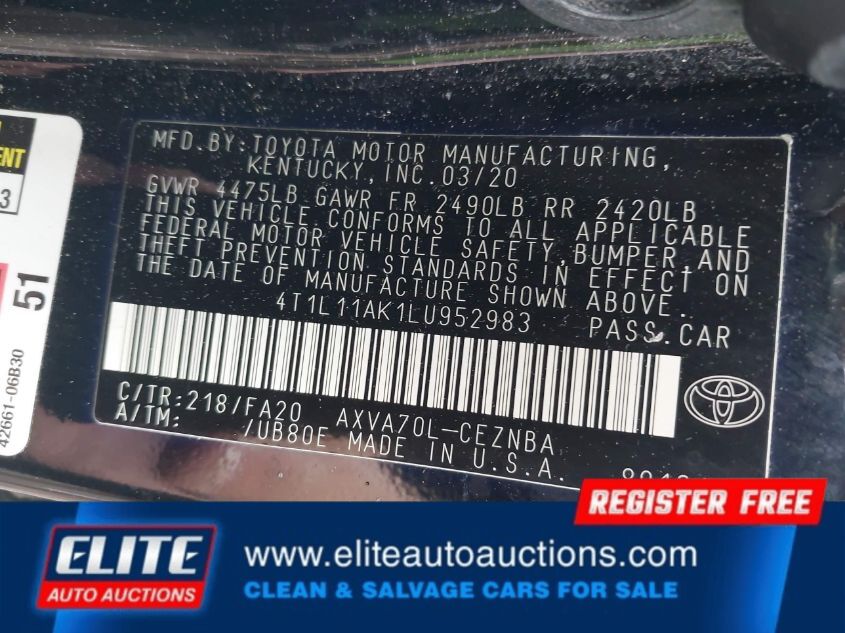 MFD. BY: TOYOTA MOTOR MANUFACTURING,
KENTUCKY, INC. 03/20
GVWR 4475LB GAWR FR 2490LB RR 2420LB
THIS VEHICLE CONFORMS TO ALL APPLICABLE
FEDERAL MOTOR VEHICLE SAFETY, BUMPER, AND
THEFT PREVENTION STANDARDS IN EFFECT ON
THE DATE OF MANUFACTURE SHOWN ABOVE.
4T1L11AK1LU952983 PASS. CAR
C/TR: 218/FA20 AXVA70L-CEZNBA
A/TM: /UB80E MADE IN U.S.A.
3
51
42661-06B30
REGISTER FREE
ELITE
AUTO AUCTIONS
www.eliteautoauctions.com
CLEAN & SALVAGE CARS FOR SALE